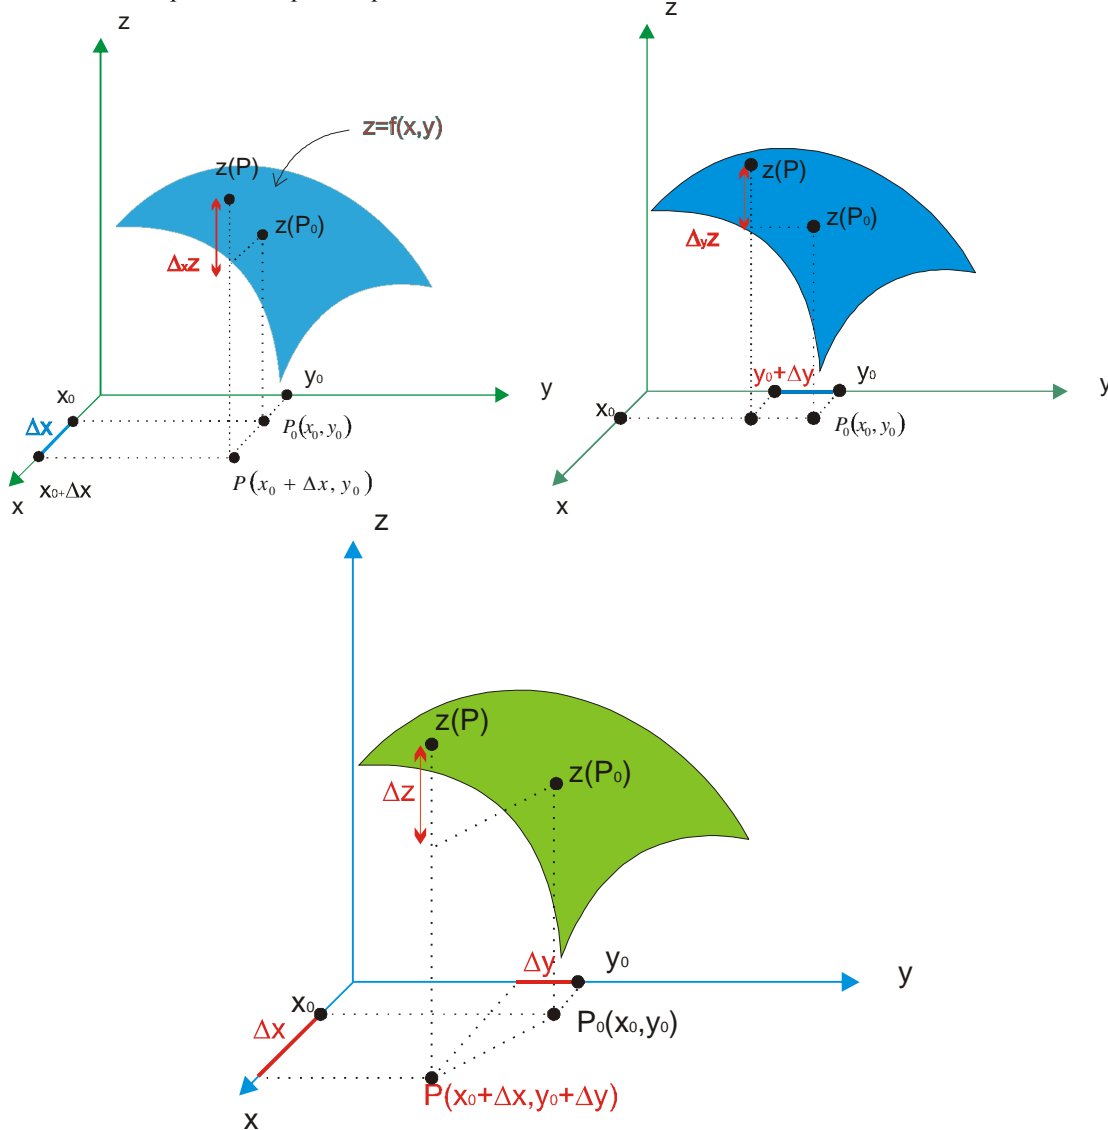 z
z=f(x,y)
z(P)
z(P₀)
Δₓz
y₀
y
x₀
Δx
P₀(x₀, y₀)
P(x₀ + Δx, y₀)
x₀₊Δx
x
z
z(P)
z(P₀)
Δᵧz
y₀+Δy
y₀
y
x₀
P₀(x₀, y₀)
x
z
z(P)
z(P₀)
Δz
Δy
y₀
y
x₀
Δx
P₀(x₀,y₀)
P(x₀+Δx,y₀+Δy)
x